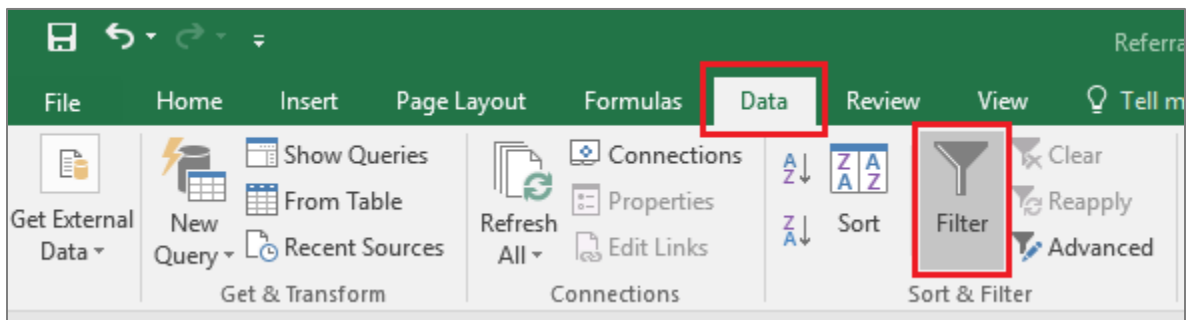 Referra
File Home Insert Page Layout Formulas Data Review View Tell m
Get External Data
New Query
Show Queries
From Table
Recent Sources
Get & Transform
Refresh All
Connections
Properties
Edit Links
Connections
A Z
Z A
Z A A Z
Sort
Filter
Clear
Reapply
Advanced
Sort & Filter